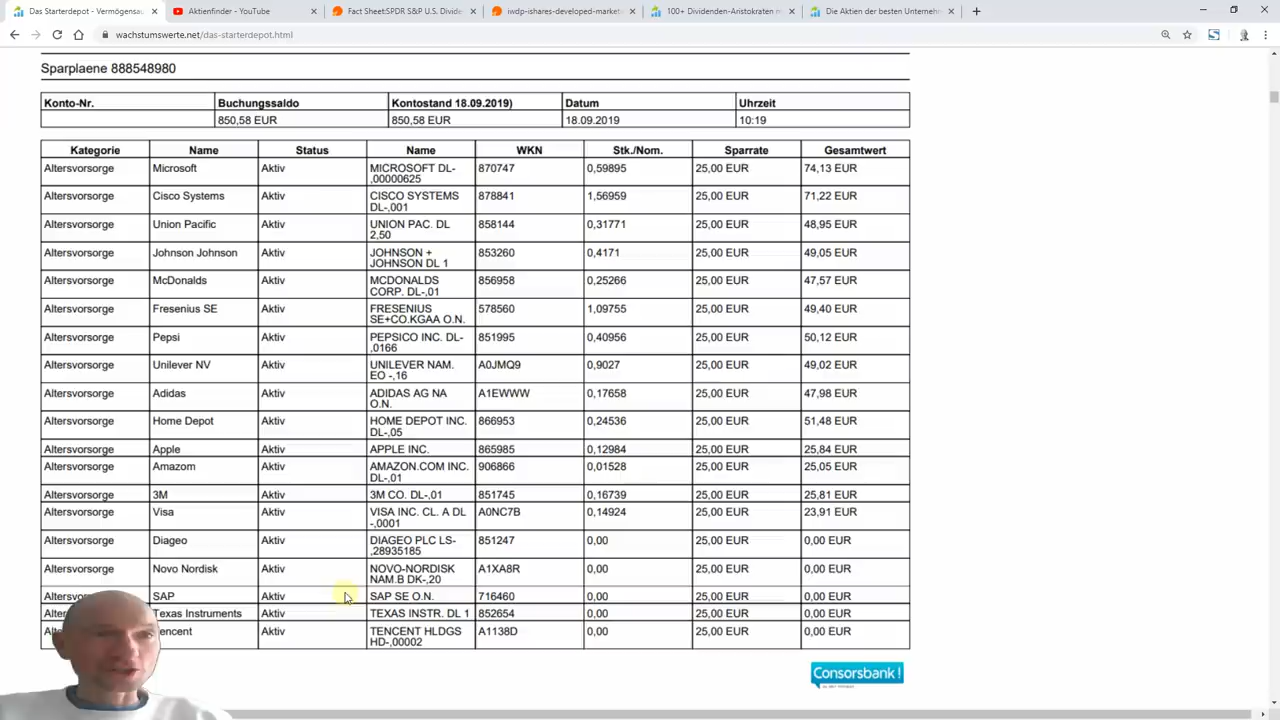 Das Starterdepot - Vermögensau
Aktienfinder - YouTube
Fact Sheet:SPDR S&P U.S. Divide
iwdp-ishares-developed-market
100+ Dividenden-Aristokraten m
Die Aktien der besten Unternehm
wachstumswerte.net/das-starterdepot.html
Sparplaene 888548980
Konto-Nr. Buchungssaldo Kontostand 18.09.2019) Datum Uhrzeit
850,58 EUR 850,58 EUR 18.09.2019 10:19
Kategorie Name Status Name WKN Stk./Nom. Sparrate Gesamtwert
Altersvorsorge Microsoft Aktiv MICROSOFT DL- 870747 0,59895 25,00 EUR 74,13 EUR
,00000625
Altersvorsorge Cisco Systems Aktiv CISCO SYSTEMS 878841 1,56959 25,00 EUR 71,22 EUR
DL-,001
Altersvorsorge Union Pacific Aktiv UNION PAC. DL 858144 0,31771 25,00 EUR 48,95 EUR
2,50
Altersvorsorge Johnson Johnson Aktiv JOHNSON + 853260 0,4171 25,00 EUR 49,05 EUR
JOHNSON DL 1
Altersvorsorge McDonalds Aktiv MCDONALDS 856958 0,25266 25,00 EUR 47,57 EUR
CORP. DL-,01
Altersvorsorge Fresenius SE Aktiv FRESENIUS 578560 1,09755 25,00 EUR 49,40 EUR
SE+CO.KGAA O.N.
Altersvorsorge Pepsi Aktiv PEPSICO INC. DL- 851995 0,40956 25,00 EUR 50,12 EUR
,0166
Altersvorsorge Unilever NV Aktiv UNILEVER NAM. A0JMQ9 0,9027 25,00 EUR 49,02 EUR
EO -,16
Altersvorsorge Adidas Aktiv ADIDAS AG NA A1EWWW 0,17658 25,00 EUR 47,98 EUR
O.N.
Altersvorsorge Home Depot Aktiv HOME DEPOT INC. 866953 0,24536 25,00 EUR 51,48 EUR
DL-,05
Altersvorsorge Apple Aktiv APPLE INC. 865985 0,12984 25,00 EUR 25,84 EUR
Altersvorsorge Amazom Aktiv AMAZON.COM INC. 906866 0,01528 25,00 EUR 25,05 EUR
DL-,01
Altersvorsorge 3M Aktiv 3M CO. DL-,01 851745 0,16739 25,00 EUR 25,81 EUR
Altersvorsorge Visa Aktiv VISA INC. CL. A DL A0NC7B 0,14924 25,00 EUR 23,91 EUR
-,0001
Altersvorsorge Diageo Aktiv DIAGEO PLC LS- 851247 0,00 25,00 EUR 0,00 EUR
,28935185
Altersvorsorge Novo Nordisk Aktiv NOVO-NORDISK A1XA8R 0,00 25,00 EUR 0,00 EUR
NAM.B DK-,20
Altersvo SAP Aktiv SAP SE O.N. 716460 0,00 25,00 EUR 0,00 EUR
Alter Texas Instruments Aktiv TEXAS INSTR. DL 1 852654 0,00 25,00 EUR 0,00 EUR
Al encent Aktiv TENCENT HLDGS A1138D 0,00 25,00 EUR 0,00 EUR
HD-,00002
Consorsbank!